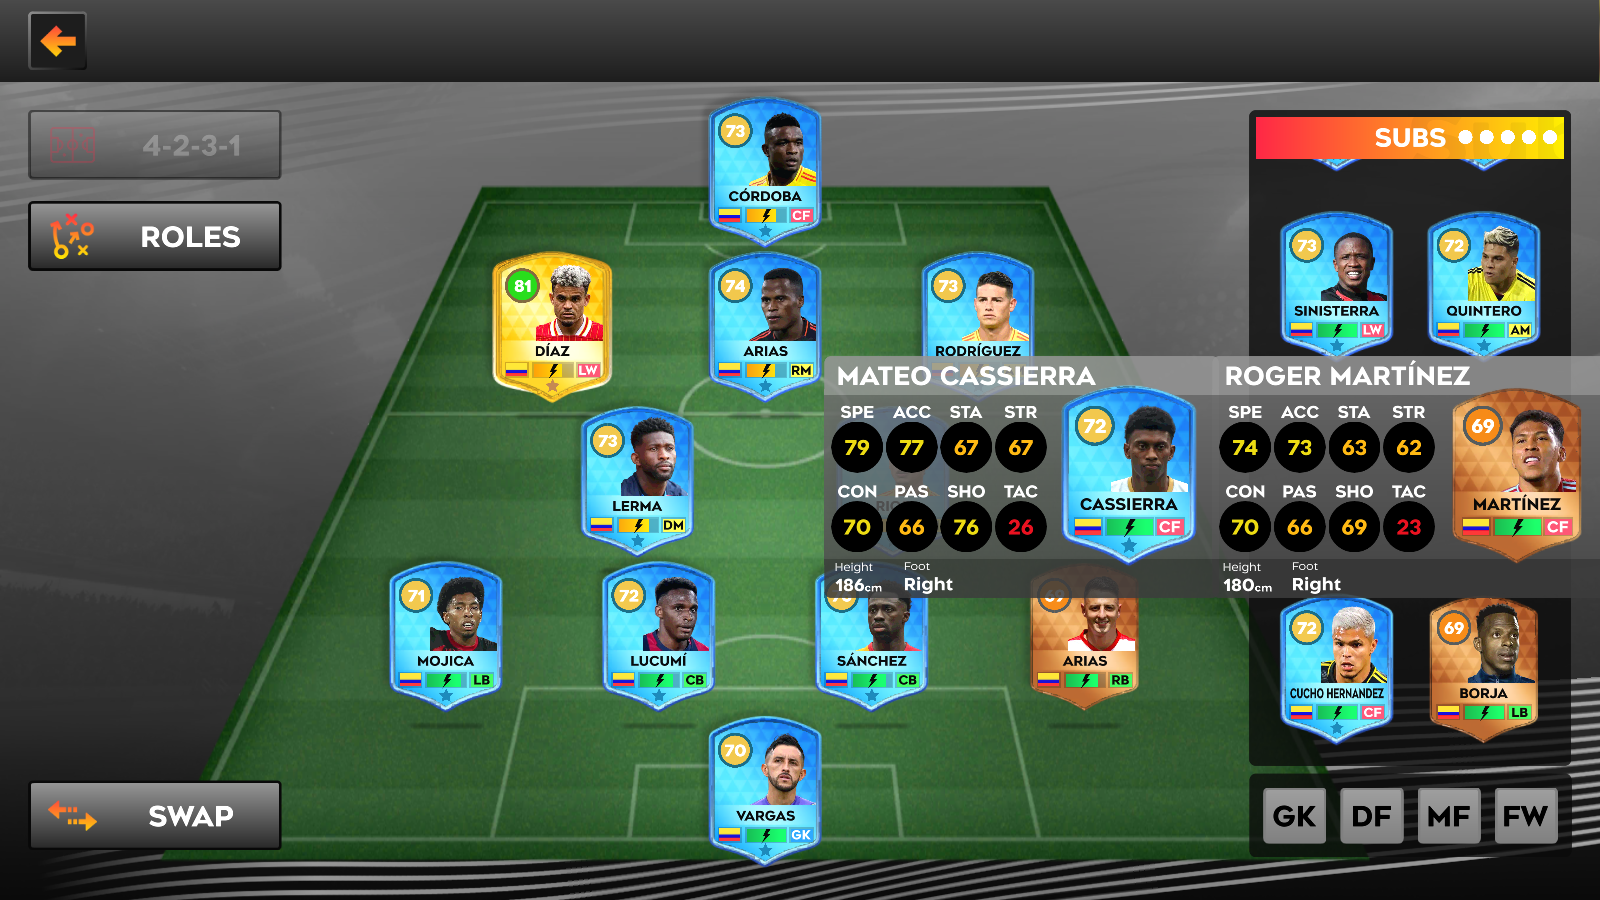 4-2-3-1
ROLES
SWAP
73
CÓRDOBA
CF
81
DÍAZ
LW
74
ARIAS
RM
73
RODRÍGUEZ
73
LERMA
DM
71
MOJICA
LB
72
LUCUMÍ
CB
SÁNCHEZ
CB
69
ARIAS
RB
70
VARGAS
GK
SUBS
73
SINISTERRA
LW
72
QUINTERO
AM
MATEO CASSIERRA
SPE ACC STA STR
79 77 67 67
CON PAS SHO TAC
70 66 76 26
Height Foot
186cm Right
72
CASSIERRA
CF
ROGER MARTÍNEZ
SPE ACC STA STR
74 73 63 62
CON PAS SHO TAC
70 66 69 23
Height Foot
180cm Right
69
MARTÍNEZ
CF
72
CUCHO HERNANDEZ
CF
69
BORJA
LB
GK DF MF FW